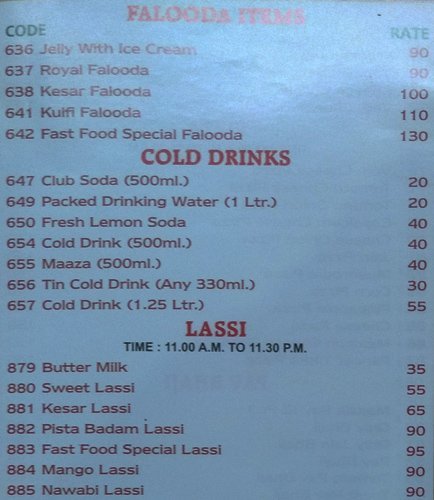 FALOODA ITEMS
CODE RATE
636 Jelly With Ice Cream 90
637 Royal Falooda 90
638 Kesar Falooda 100
641 Kulfi Falooda 110
642 Fast Food Special Falooda 130
COLD DRINKS
647 Club Soda (500ml.) 20
649 Packed Drinking Water (1 Ltr.) 20
650 Fresh Lemon Soda 40
654 Cold Drink (500ml.) 40
655 Maaza (500ml.) 40
656 Tin Cold Drink (Any 330ml.) 30
657 Cold Drink (1.25 Ltr.) 55
LASSI
TIME : 11.00 A.M. TO 11.30 P.M.
879 Butter Milk 35
880 Sweet Lassi 55
881 Kesar Lassi 65
882 Pista Badam Lassi 90
883 Fast Food Special Lassi 95
884 Mango Lassi 90
885 Nawabi Lassi 90